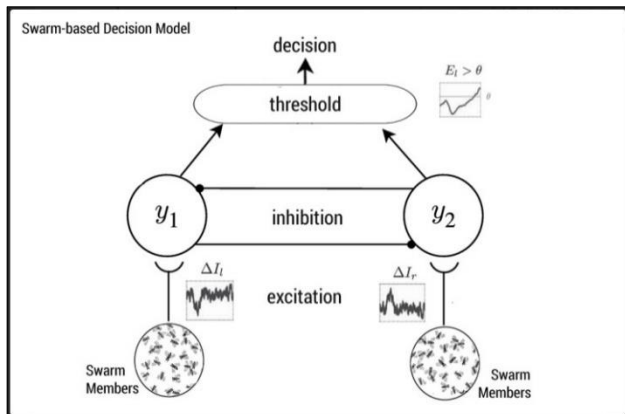 Swarm-based Decision Model
decision
E_l > θ
threshold
θ
y_1
inhibition
y_2
ΔI_l
excitation
ΔI_r
Swarm
Members
Swarm
Members